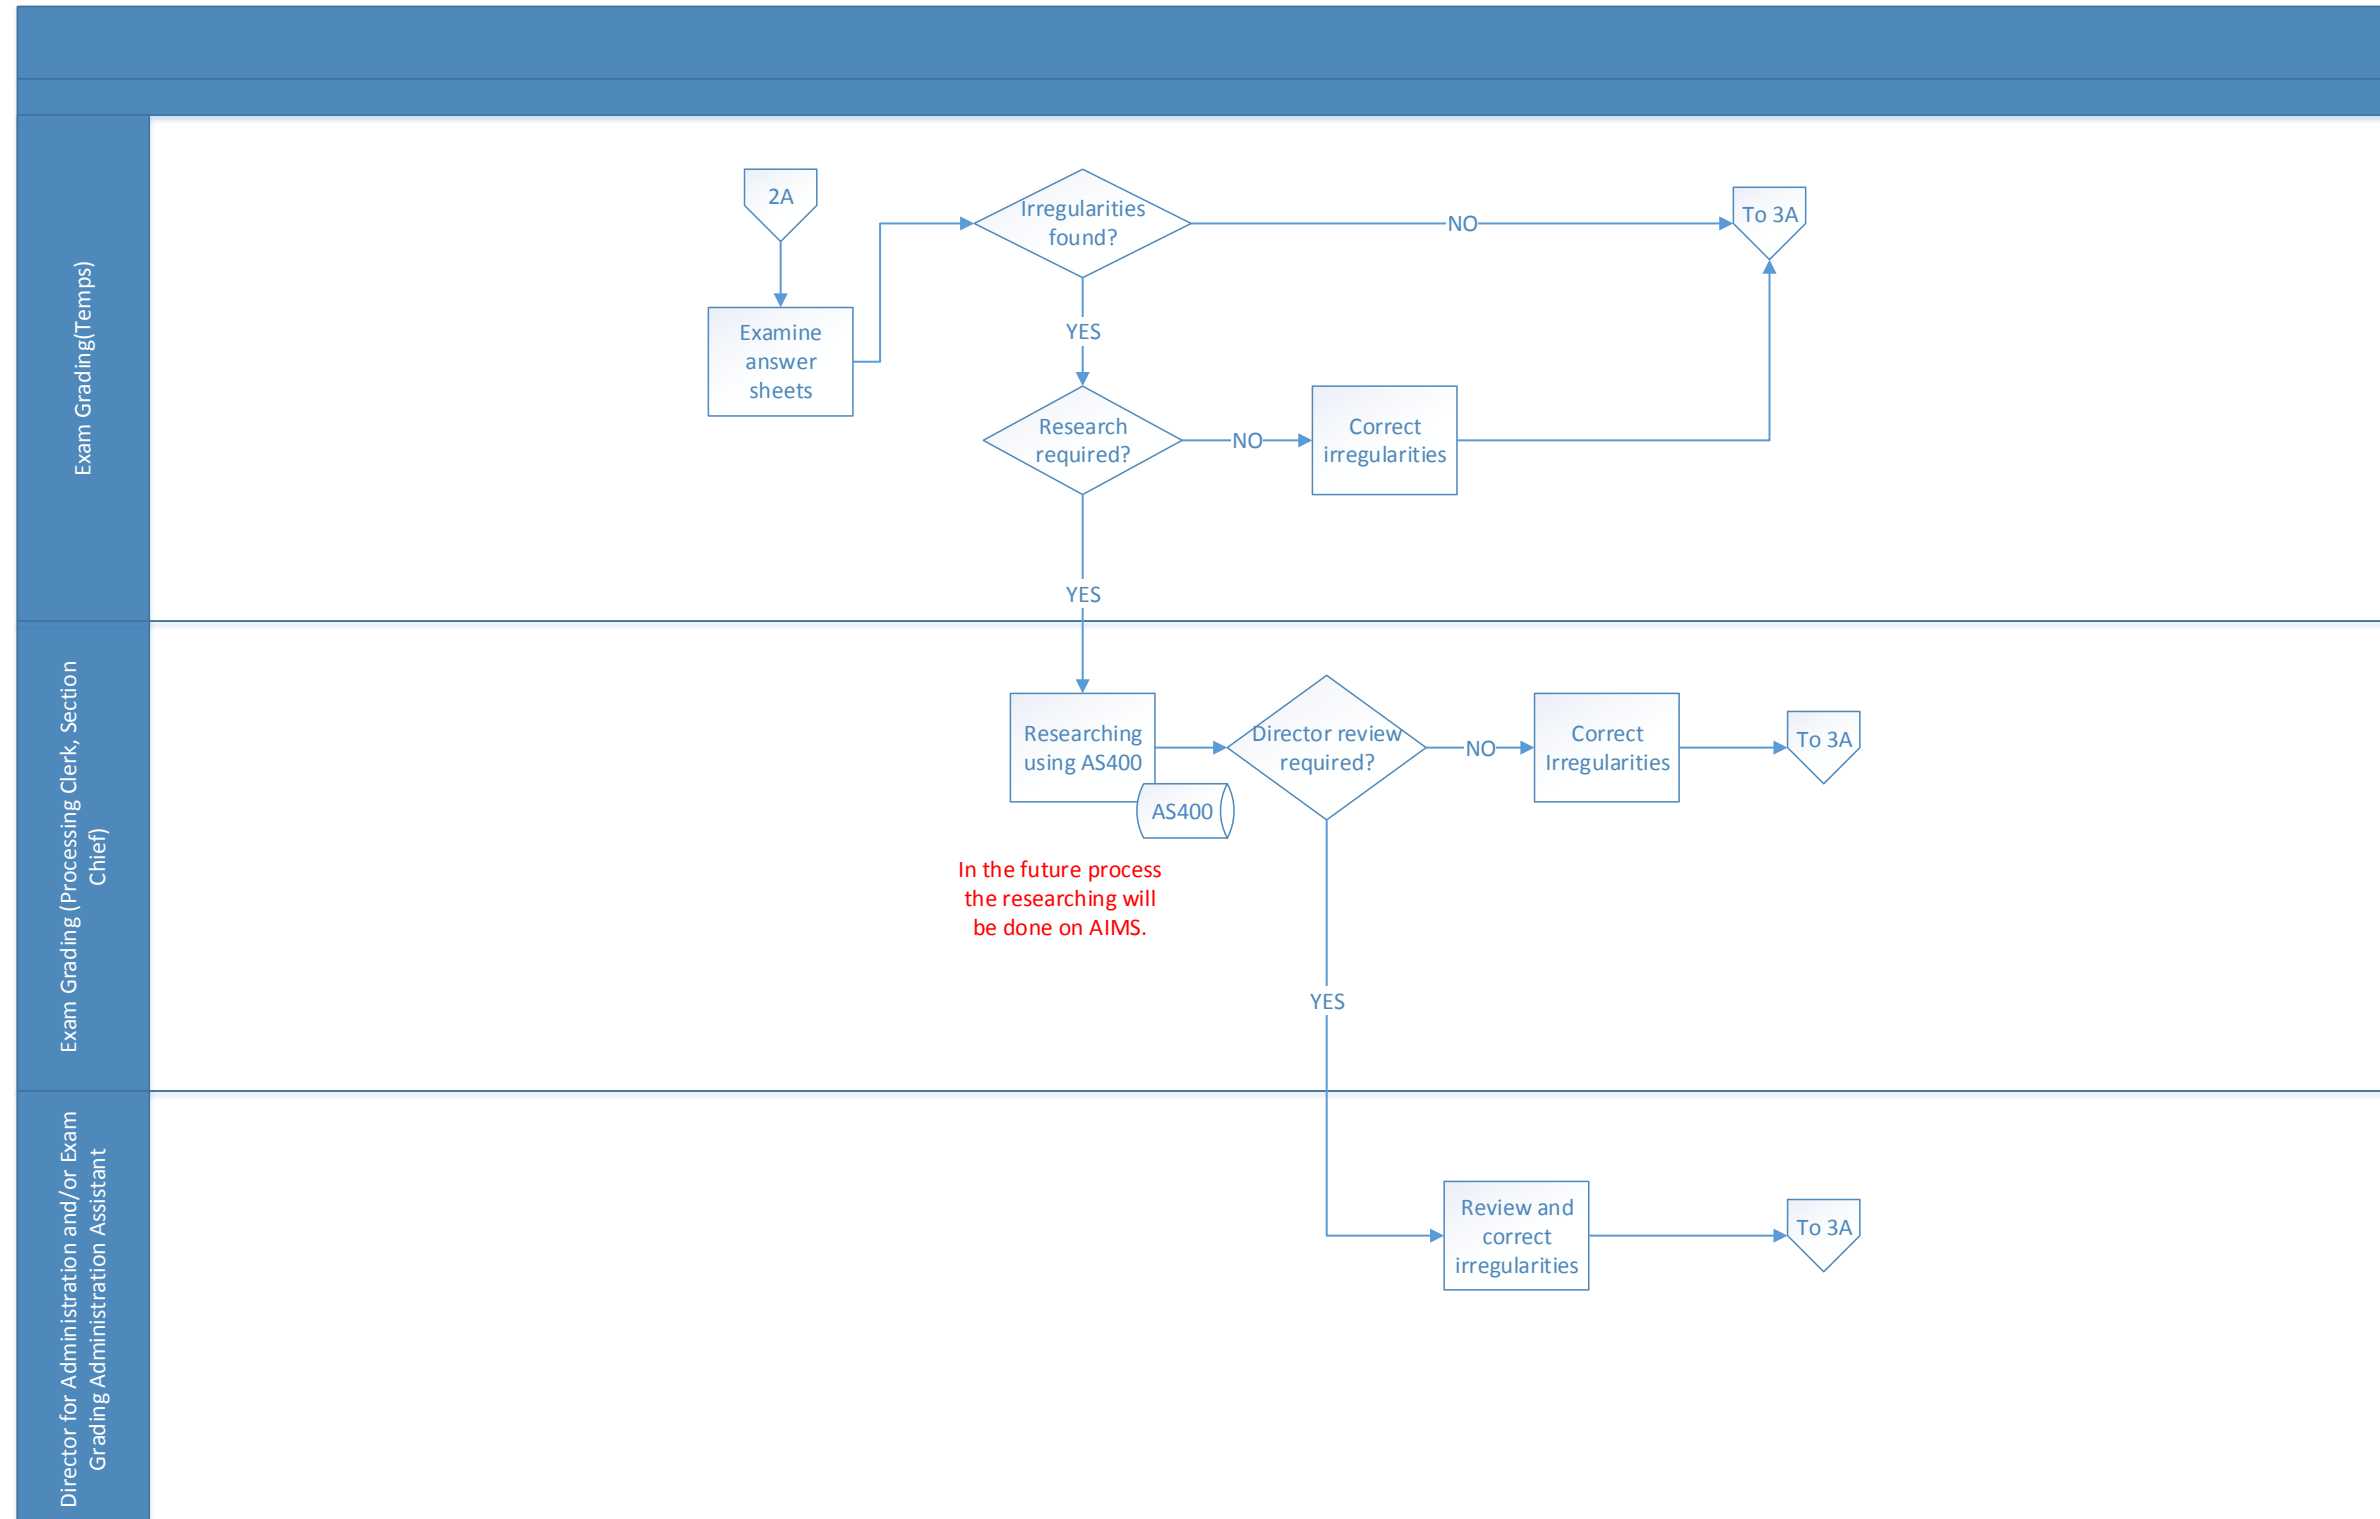 Exam Grading(Temps)
2A
Examine
answer
sheets
Irregularities
found?
NO
To 3A
YES
Research
required?
NO
Correct
irregularities
YES
Exam Grading (Processing Clerk, Section
Chief)
Researching
using AS400
AS400
Director review
required?
NO
Correct
Irregularities
To 3A
In the future process
the researching will
be done on AIMS.
YES
Director for Administration and/or Exam
Grading Administration Assistant
Review and
correct
irregularities
To 3A